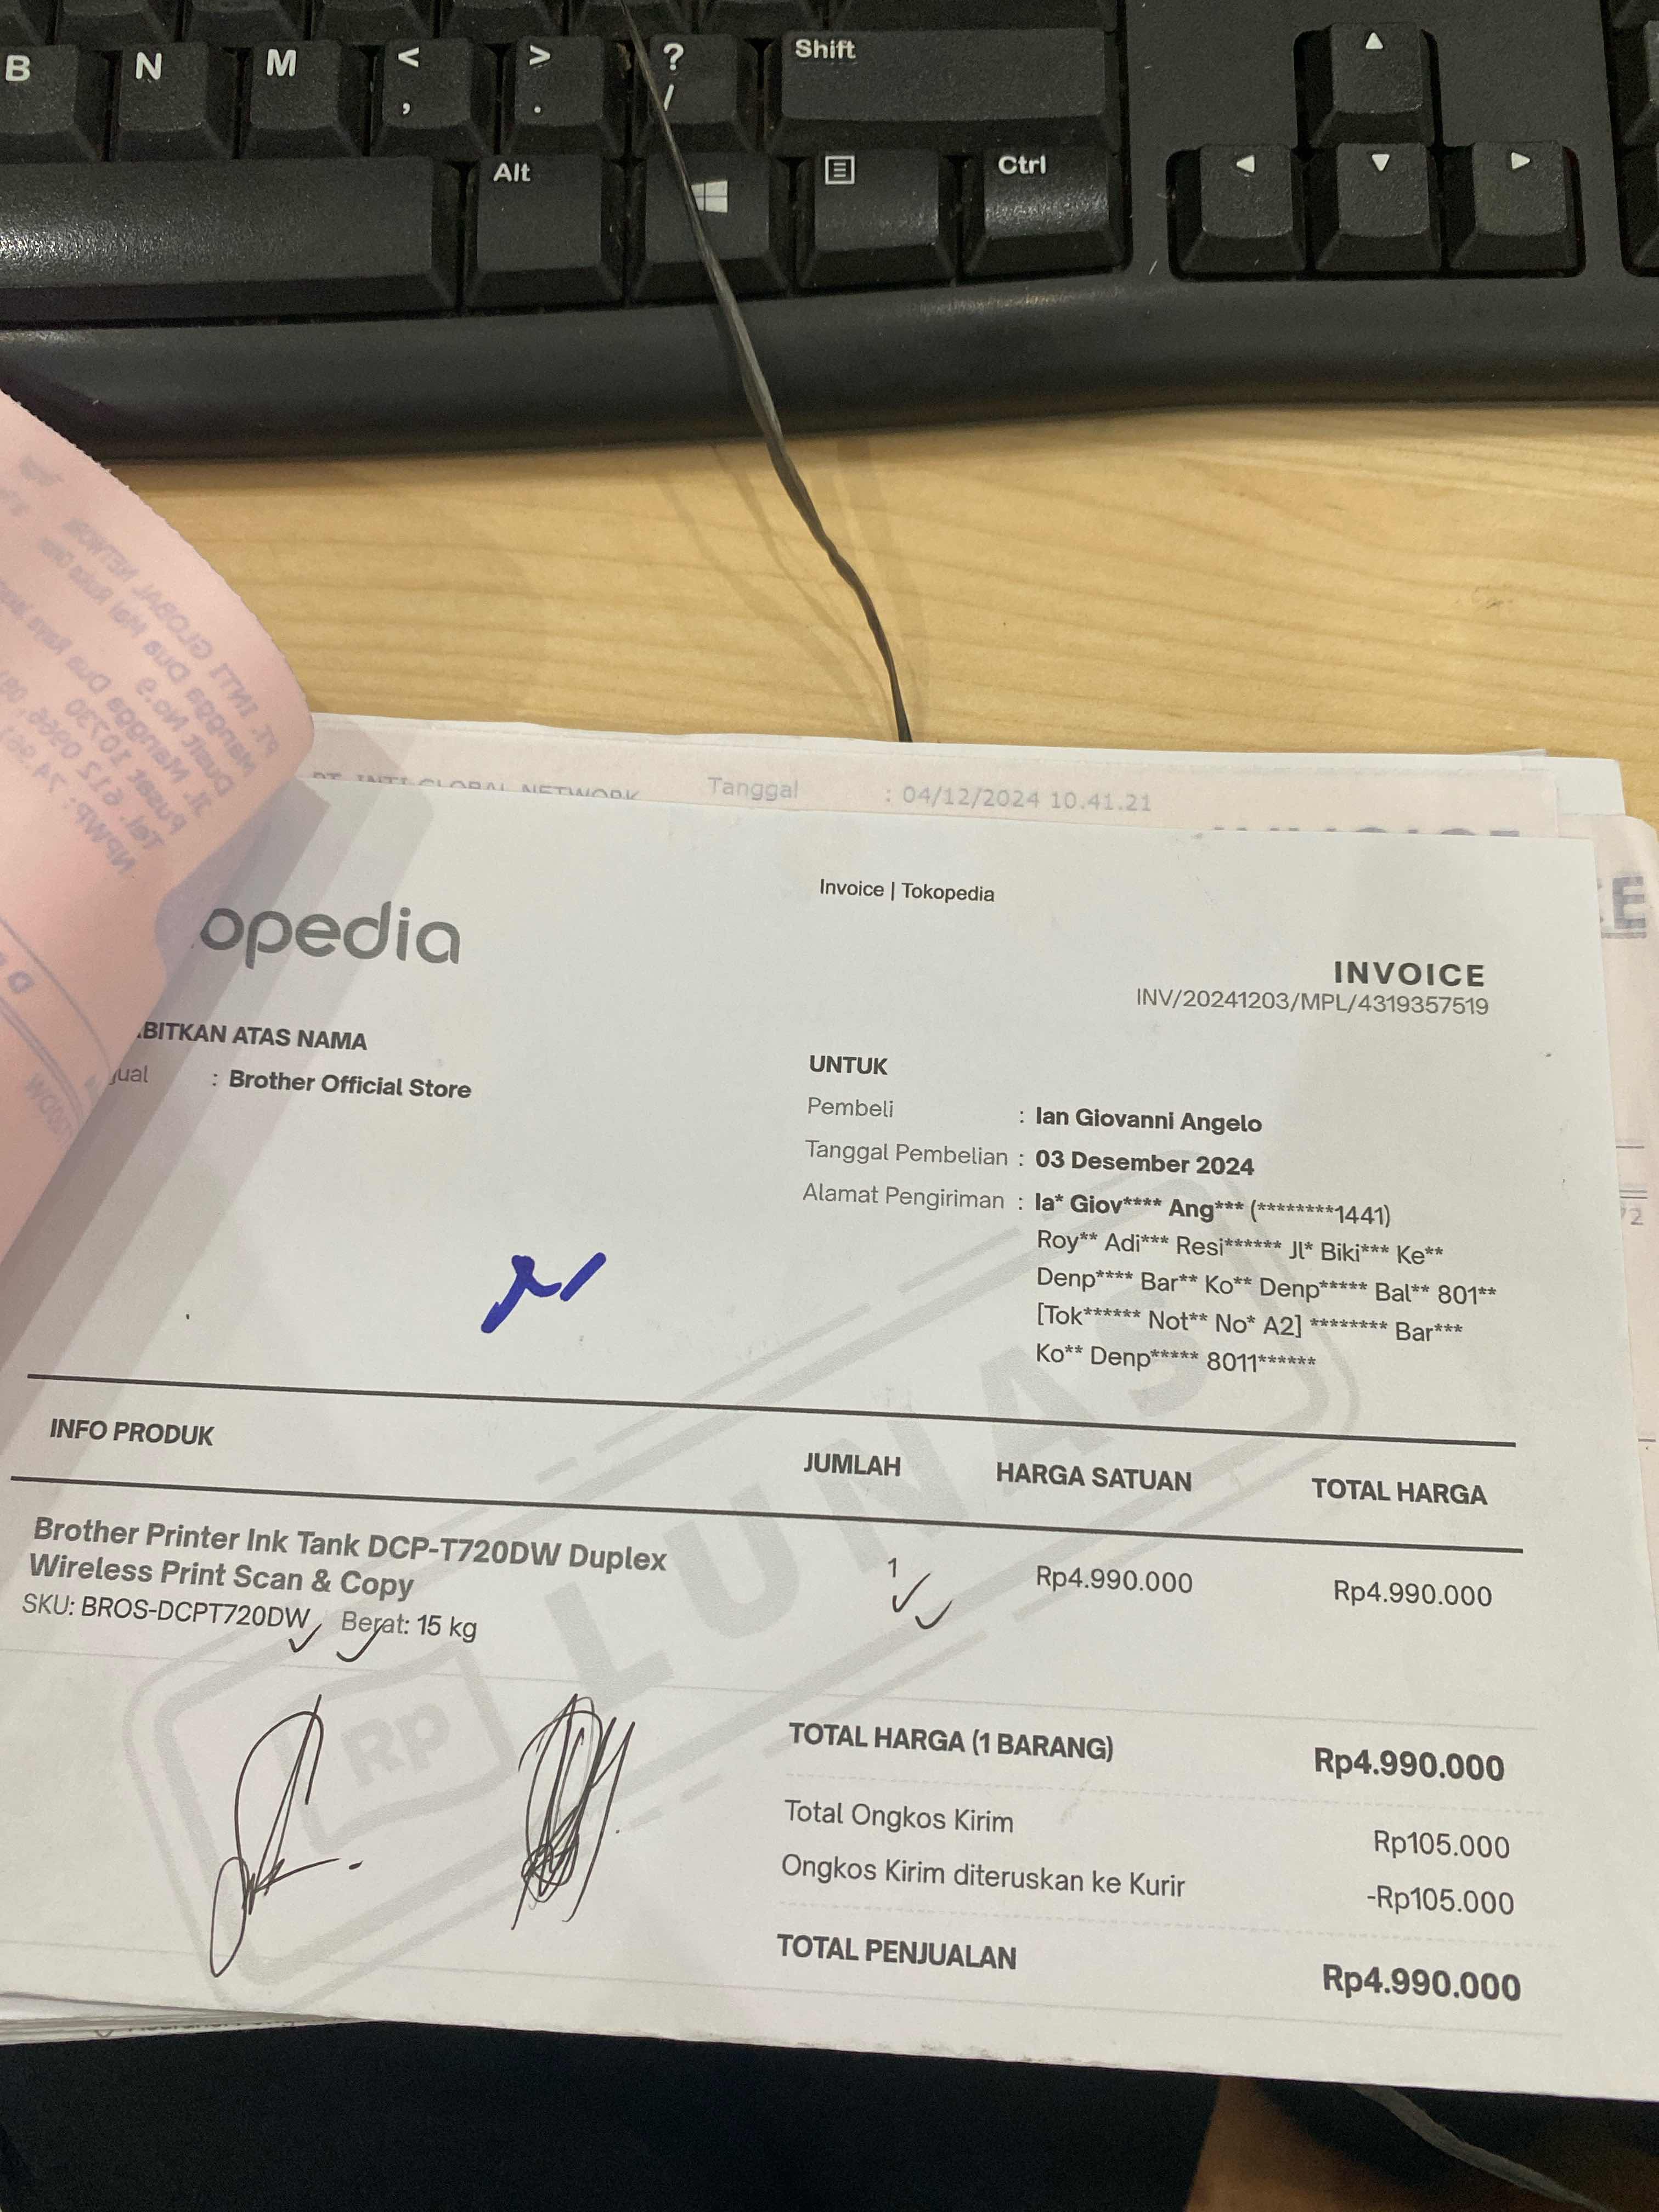 B N M < , > . ? / Shift
Alt Ctrl
PT. INTI GLOBAL NETWORK
Tanggal : 04/12/2024 10.41.21
Invoice | Tokopedia
opedia
INVOICE
INV/20241203/MPL/4319357519
BITKAN ATAS NAMA
jual : Brother Official Store
UNTUK
Pembeli : Ian Giovanni Angelo
Tanggal Pembelian : 03 Desember 2024
Alamat Pengiriman : Ia* Giov**** Ang*** (********1441)
Roy** Adi*** Resi****** Jl* Biki*** Ke**
Denp**** Bar** Ko** Denp***** Bal** 801**
[Tok****** Not** No* A2] ******** Bar***
Ko** Denp***** 8011******
INFO PRODUK JUMLAH HARGA SATUAN TOTAL HARGA
Brother Printer Ink Tank DCP-T720DW Duplex
Wireless Print Scan & Copy
SKU: BROS-DCPT720DW Berat: 15 kg
1 Rp4.990.000 Rp4.990.000
LUNAS
Rp
TOTAL HARGA (1 BARANG) Rp4.990.000
Total Ongkos Kirim Rp105.000
Ongkos Kirim diteruskan ke Kurir -Rp105.000
TOTAL PENJUALAN Rp4.990.000